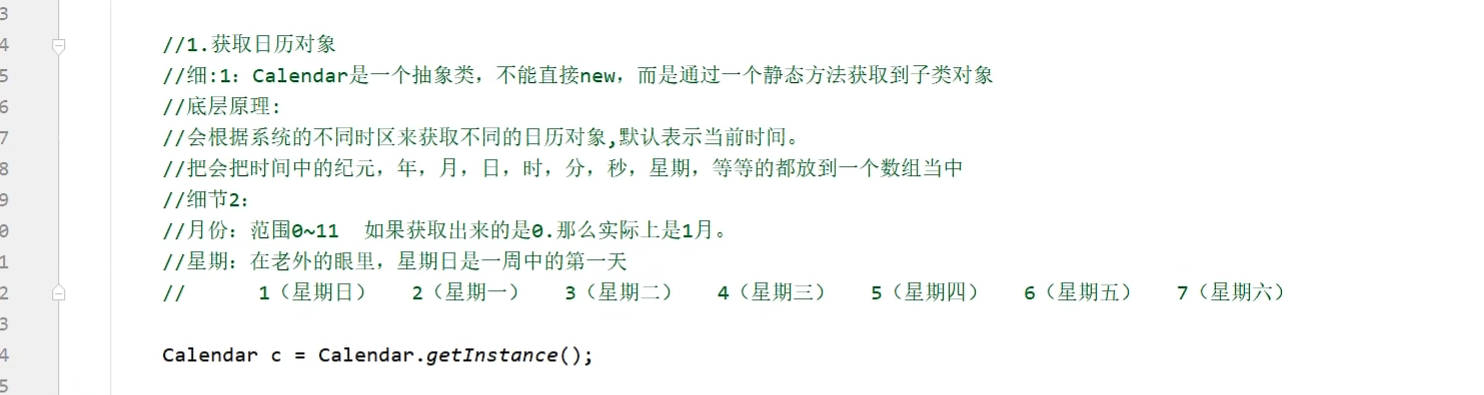 3
4 //1.获取日历对象
5 //细:1：Calendar是一个抽象类，不能直接new，而是通过一个静态方法获取到子类对象
6 //底层原理:
7 //会根据系统的不同时区来获取不同的日历对象,默认表示当前时间。
8 //把会把时间中的纪元，年，月，日，时，分，秒，星期，等等的都放到一个数组当中
9 //细节2：
0 //月份：范围0~11  如果获取出来的是0.那么实际上是1月。
1 //星期：在老外的眼里，星期日是一周中的第一天
2 //      1（星期日）   2（星期一）   3（星期二）   4（星期三）   5（星期四）   6（星期五）   7（星期六）
3
4 Calendar c = Calendar.getInstance();
5